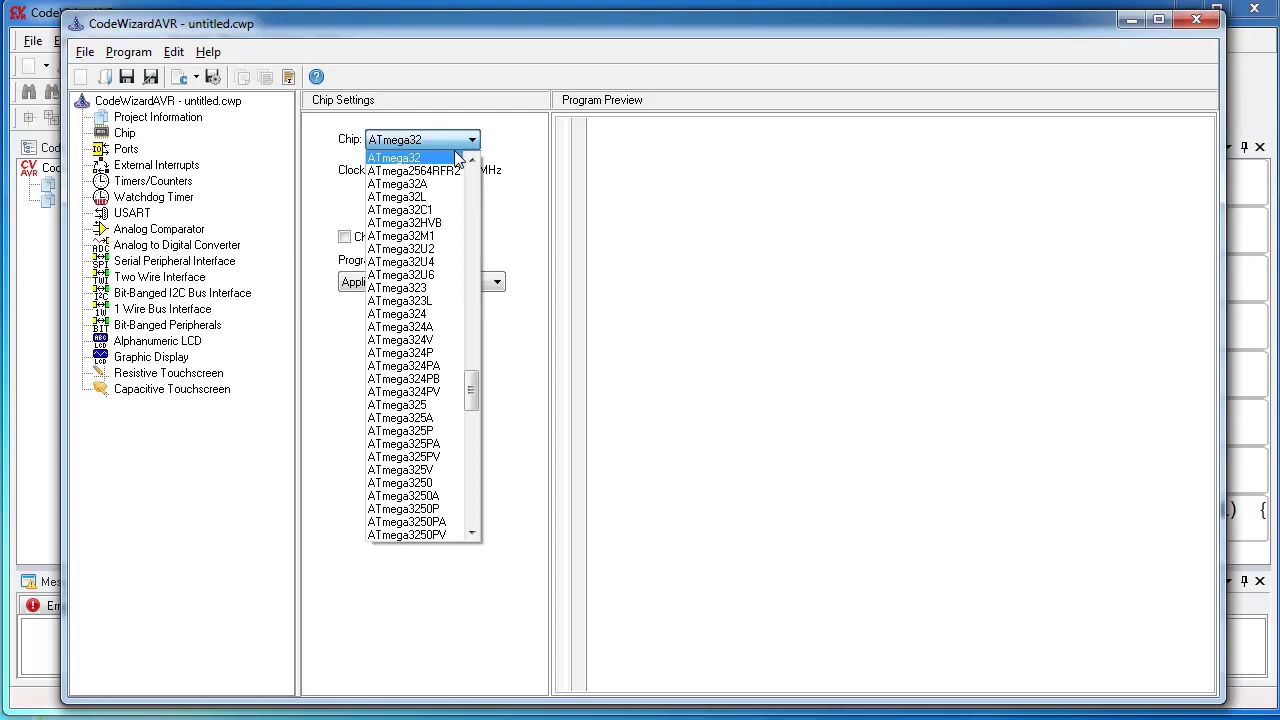 CodeWizardAVR - untitled.cwp
File Program Edit Help
File
CodeWizardAVR - untitled.cwp
Project Information
Chip
Ports
External Interrupts
Timers/Counters
Watchdog Timer
USART
Analog Comparator
Analog to Digital Converter
Serial Peripheral Interface
Two Wire Interface
Bit-Banged I2C Bus Interface
1 Wire Bus Interface
Bit-Banged Peripherals
Alphanumeric LCD
Graphic Display
Resistive Touchscreen
Capacitive Touchscreen
Chip Settings
Chip: ATmega32
MHz
ATmega32
ATmega2564RFR2
ATmega32A
ATmega32L
ATmega32C1
ATmega32HVB
ATmega32M1
ATmega32U2
ATmega32U4
ATmega32U6
ATmega323
ATmega323L
ATmega324
ATmega324A
ATmega324V
ATmega324P
ATmega324PA
ATmega324PB
ATmega324PV
ATmega325
ATmega325A
ATmega325P
ATmega325PA
ATmega325PV
ATmega325V
ATmega3250
ATmega3250A
ATmega3250P
ATmega3250PA
ATmega3250PV
Program Preview